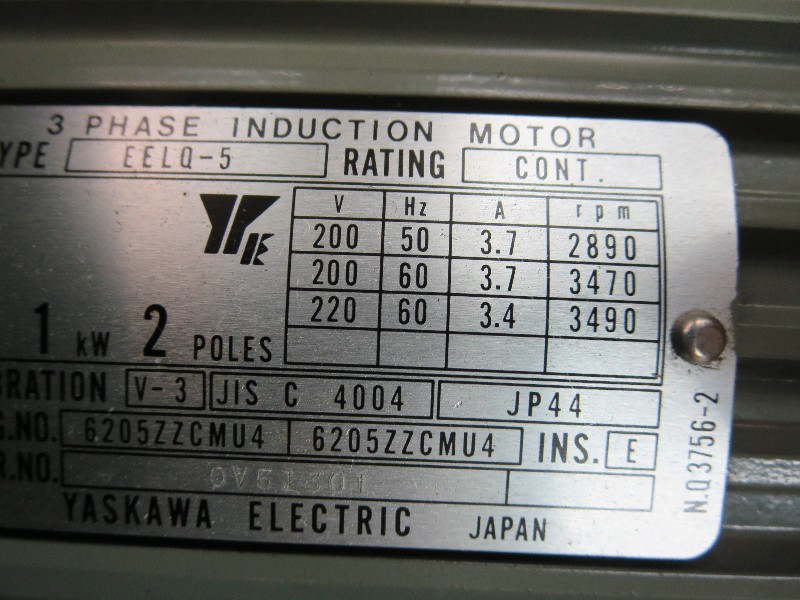 3 PHASE INDUCTION MOTOR
YPE EELQ-5 RATING CONT.
V Hz A rpm
200 50 3.7 2890
200 60 3.7 3470
220 60 3.4 3490
1 kW 2 POLES
BRATION V-3 JIS C 4004 JP44
G.NO. 6205ZZCMU4 6205ZZCMU4 INS. E
R.NO.
YASKAWA ELECTRIC JAPAN
N.Q3756-2